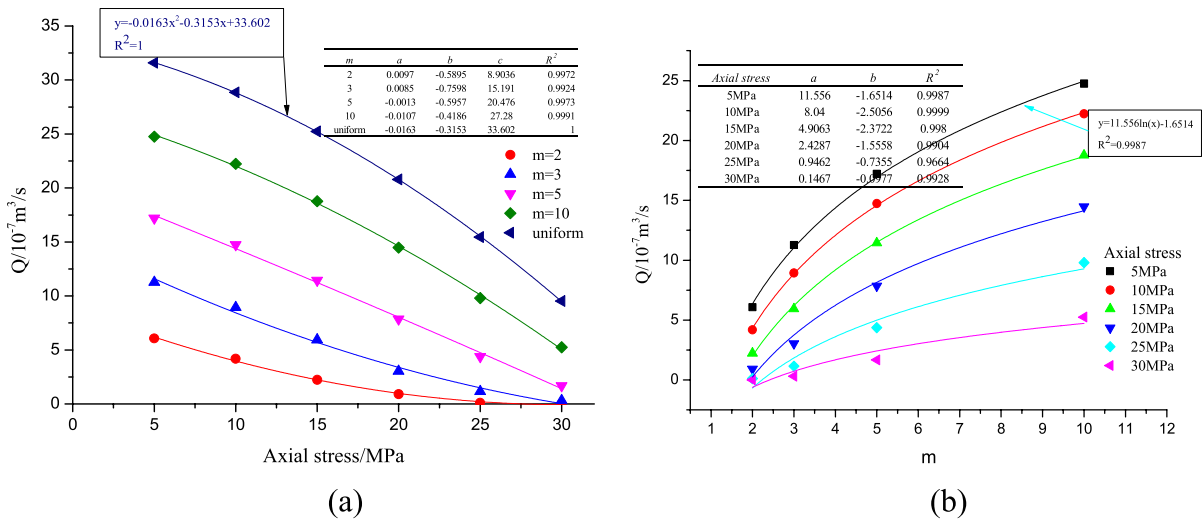 y=-0.0163x²-0.3153x+33.602
R²=1
m a b c R²
2 0.0097 -0.5895 8.9036 0.9972
3 0.0085 -0.7598 15.191 0.9924
5 -0.0013 -0.5957 20.476 0.9973
10 -0.0107 -0.4186 27.28 0.9991
uniform -0.0163 -0.3153 33.602 1
m=2
m=3
m=5
m=10
uniform
35
30
25
20
15
10
5
0
Q/10⁻⁷m³/s
0 5 10 15 20 25 30
Axial stress/MPa
(a)
Axial stress a b R²
5MPa 11.556 -1.6514 0.9987
10MPa 8.04 -2.5056 0.9999
15MPa 4.9063 -2.3722 0.998
20MPa 2.4287 -1.5558 0.9904
25MPa 0.9462 -0.7355 0.9664
30MPa 0.1467 -0.0977 0.9928
y=11.556ln(x)-1.6514
R²=0.9987
Axial stress
5MPa
10MPa
15MPa
20MPa
25MPa
30MPa
25
20
15
10
5
0
Q/10⁻⁷m³/s
1 2 3 4 5 6 7 8 9 10 11 12
m
(b)